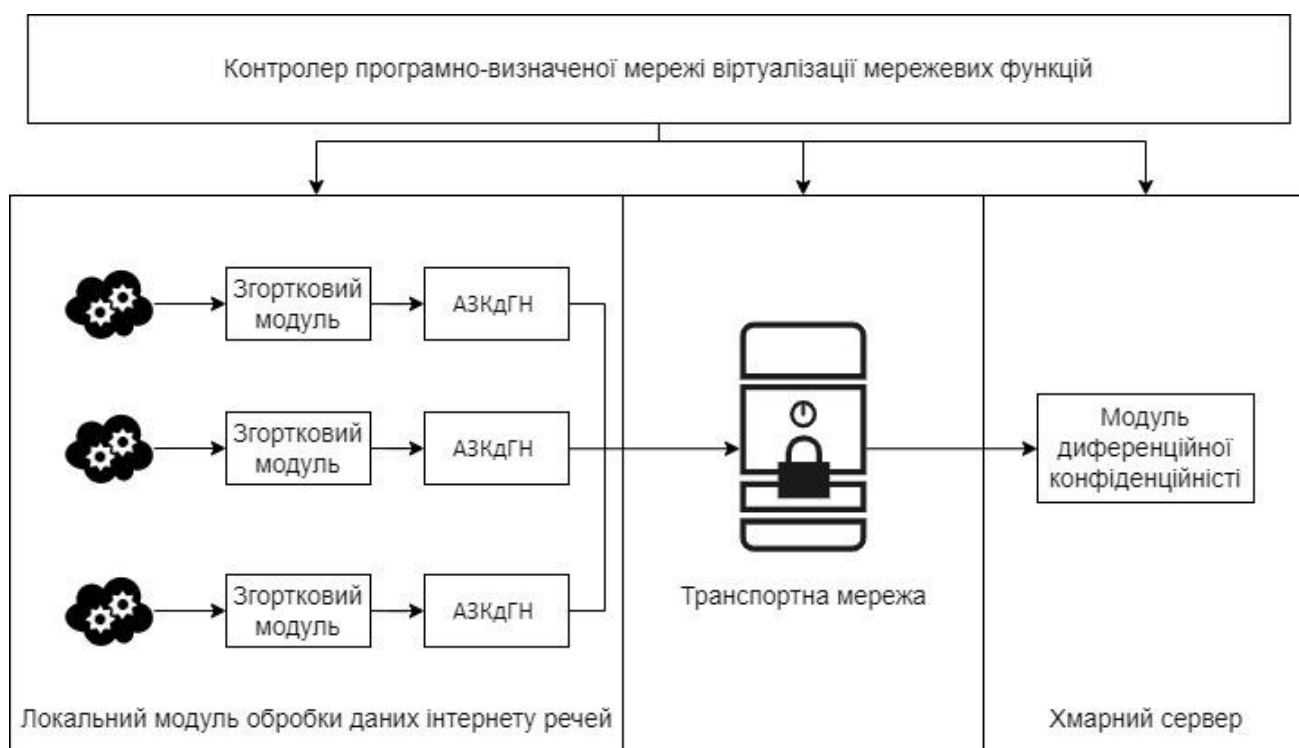 Контролер програмно-визначеної мережі віртуалізації мережевих функцій
Згортковий
модуль
АЗКдГН
Згортковий
модуль
АЗКдГН
Згортковий
модуль
АЗКдГН
Локальний модуль обробки даних інтернету речей
Транспортна мережа
Модуль
диференційної
конфіденційністі
Хмарний сервер